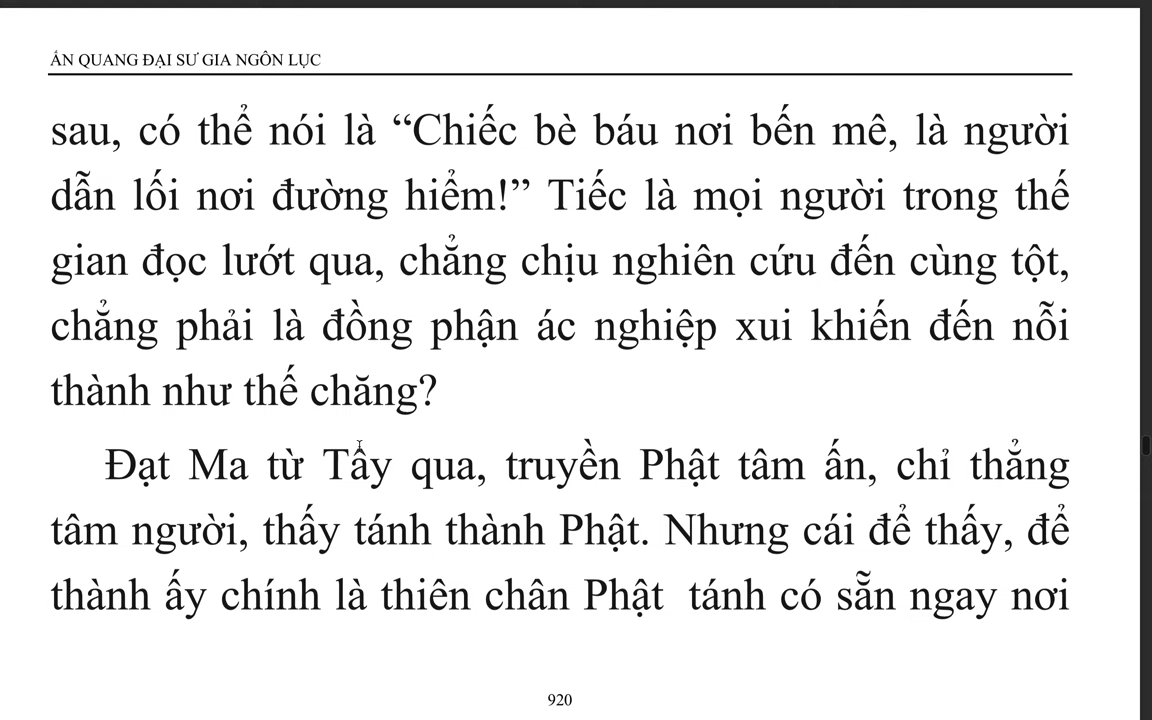 ẤN QUANG ĐẠI SƯ GIA NGÔN LỤC
sau, có thể nói là “Chiếc bè báu nơi bến mê, là người
dẫn lối nơi đường hiểm!” Tiếc là mọi người trong thế
gian đọc lướt qua, chẳng chịu nghiên cứu đến cùng tột,
chẳng phải là đồng phận ác nghiệp xui khiến đến nỗi
thành như thế chăng?
Đạt Ma từ Tây qua, truyền Phật tâm ấn, chỉ thẳng
tâm người, thấy tánh thành Phật. Nhưng cái để thấy, để
thành ấy chính là thiên chân Phật tánh có sẵn ngay nơi
920